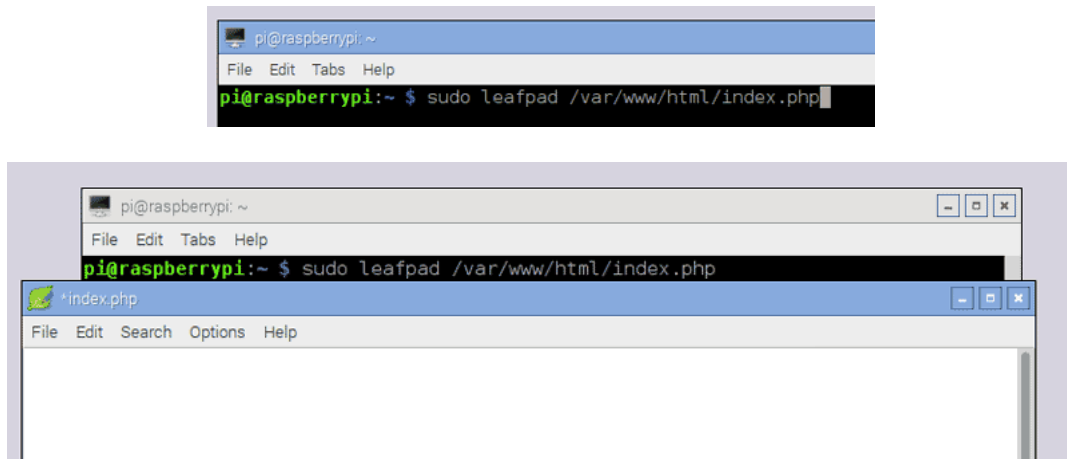 pi@raspberrypi: ~
File Edit Tabs Help
pi@raspberrypi:~ $ sudo leafpad /var/www/html/index.php
pi@raspberrypi: ~
File Edit Tabs Help
pi@raspberrypi:~ $ sudo leafpad /var/www/html/index.php
*index.php
File Edit Search Options Help